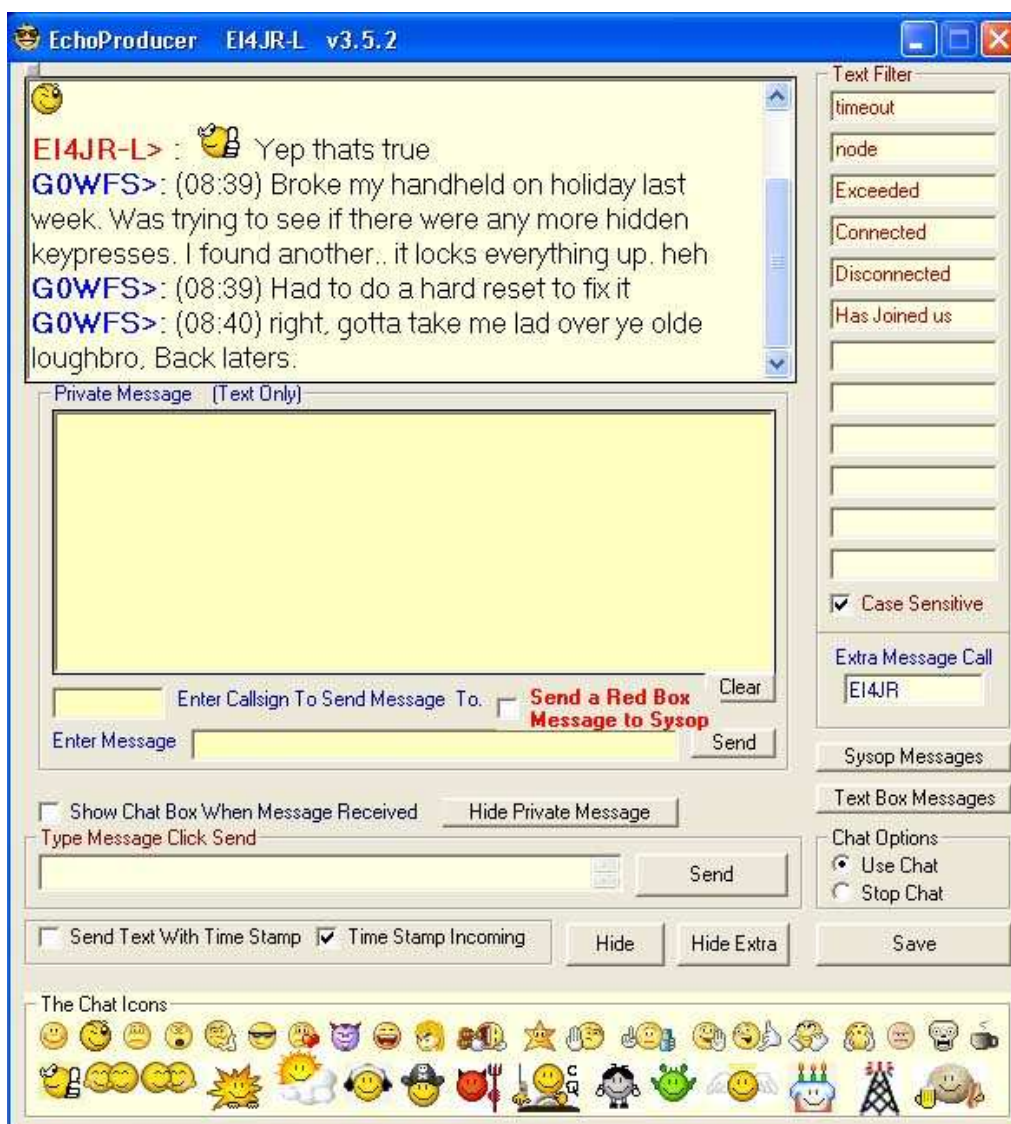 EchoProducer EI4JR-L v3.5.2
EI4JR-L> : Yep thats true
G0WFS>: (08:39) Broke my handheld on holiday last
week. Was trying to see if there were any more hidden
keypresses. I found another.. it locks everything up. heh
G0WFS>: (08:39) Had to do a hard reset to fix it
G0WFS>: (08:40) right, gotta take me lad over ye olde
loughbro, Back laters.
Private Message (Text Only)
Enter Callsign To Send Message To.
Send a Red Box
Message to Sysop
Clear
Enter Message
Send
Show Chat Box When Message Received
Hide Private Message
Type Message Click Send
Send
Send Text With Time Stamp
Time Stamp Incoming
Hide
Hide Extra
Text Filter
timeout
node
Exceeded
Connected
Disconnected
Has Joined us
Case Sensitive
Extra Message Call
EI4JR
Sysop Messages
Text Box Messages
Chat Options
Use Chat
Stop Chat
Save
The Chat Icons
C
Q